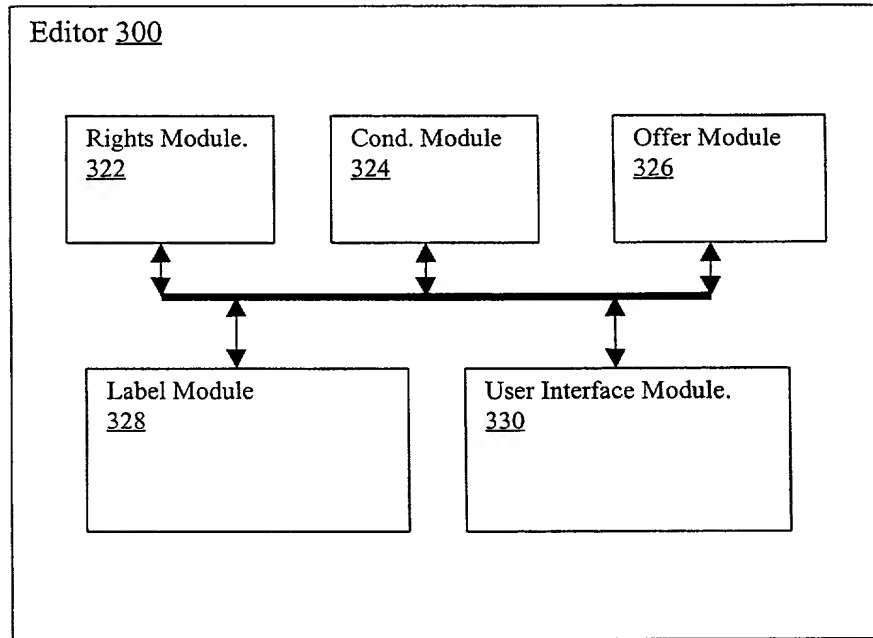 Editor 300
Rights Module.
322
Cond. Module
324
Offer Module
326
Label Module
328
User Interface Module.
330